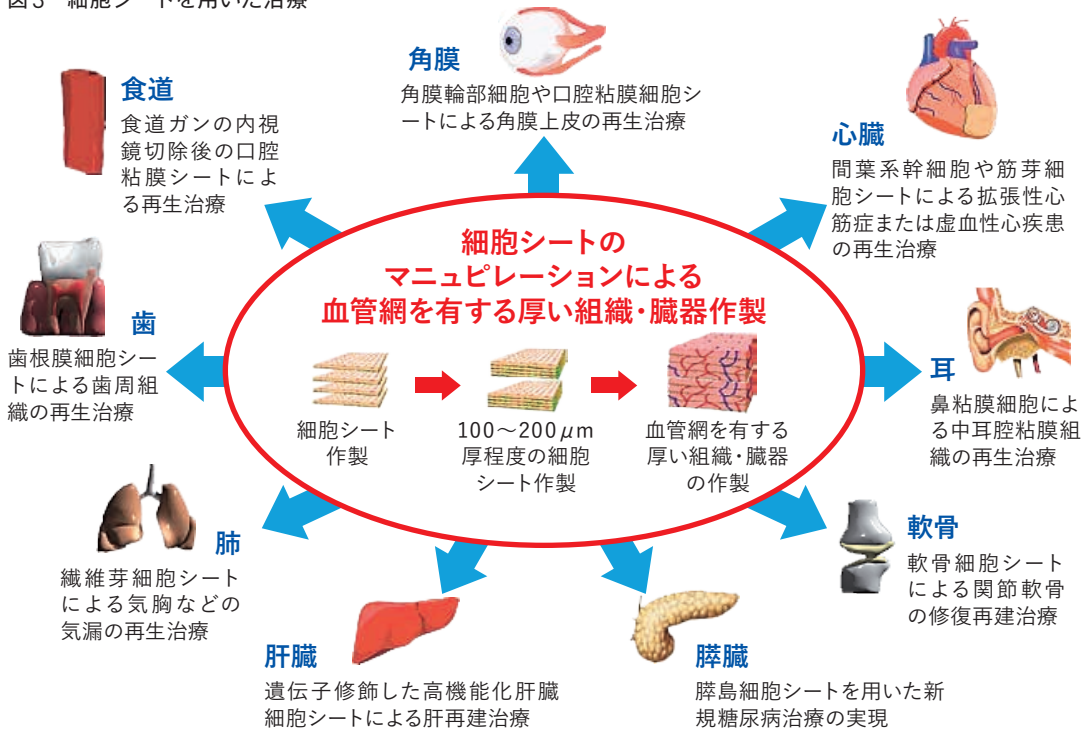 図3 細胞シートを用いた治療
角膜
角膜輪部細胞や口腔粘膜細胞シ
ートによる角膜上皮の再生治療
食道
食道ガンの内視
鏡切除後の口腔
粘膜シートによ
る再生治療
心臓
間葉系幹細胞や筋芽細
胞シートによる拡張性心
筋症または虚血性心疾患
の再生治療
細胞シートの
マニュピレーションによる
血管網を有する厚い組織・臓器作製
細胞シート
作製
100〜200μm
厚程度の細胞
シート作製
血管網を有する
厚い組織・臓器
の作製
歯
歯根膜細胞シー
トによる歯周組
織の再生治療
耳
鼻粘膜細胞によ
る中耳腔粘膜組
織の再生治療
肺
繊維芽細胞シート
による気胸などの
気漏の再生治療
軟骨
軟骨細胞シート
による関節軟骨
の修復再建治療
肝臓
遺伝子修飾した高機能化肝臓
細胞シートによる肝再建治療
膵臓
膵島細胞シートを用いた新
規糖尿病治療の実現